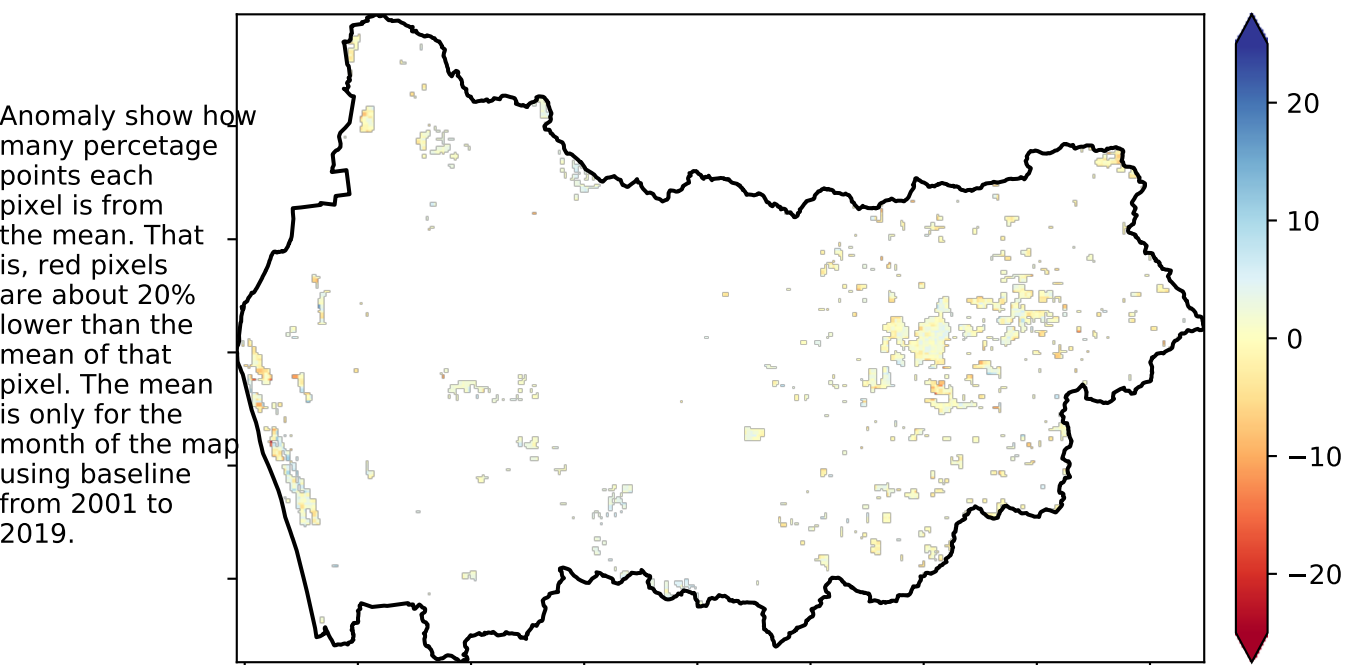 Anomaly show how
many percetage
points each
pixel is from
the mean. That
is, red pixels
are about 20%
lower than the
mean of that
pixel. The mean
is only for the
month of the map
using baseline
from 2001 to
2019.
20
10
0
−10
−20